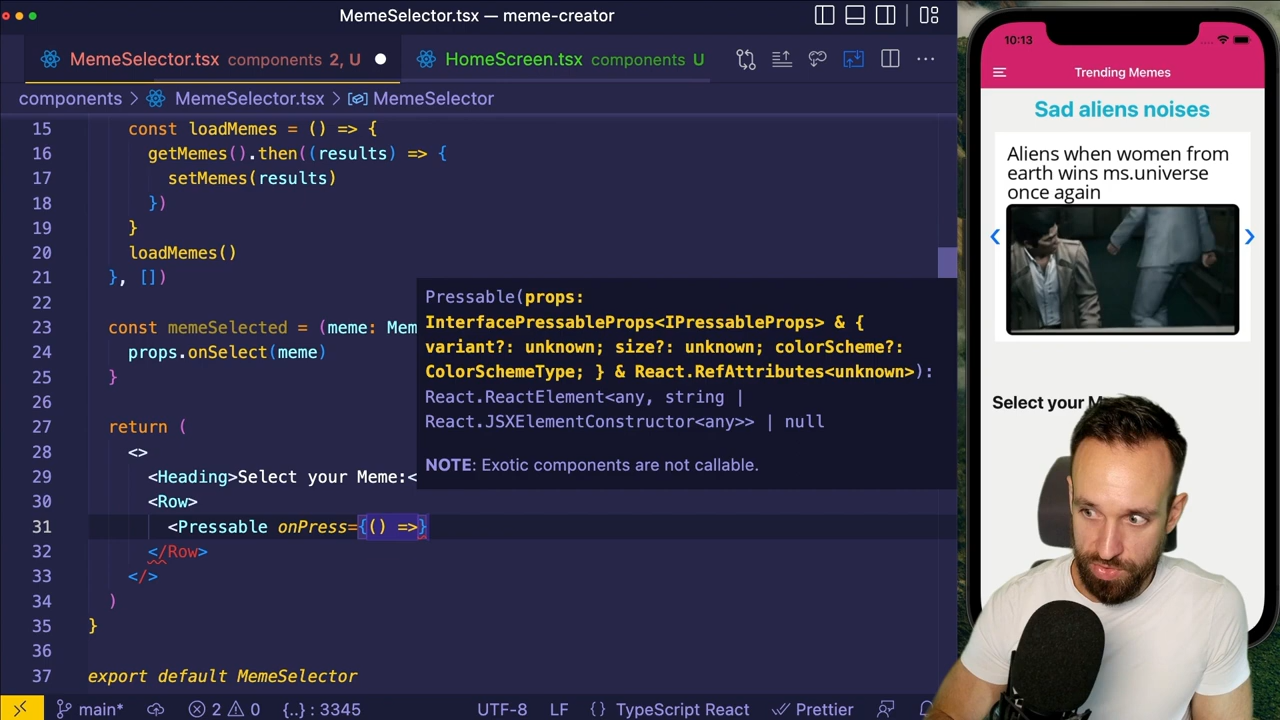 MemeSelector.tsx — meme-creator
MemeSelector.tsx components 2, U
HomeScreen.tsx components U
components > MemeSelector.tsx > MemeSelector
15 const loadMemes = () => {
16 getMemes().then((results) => {
17 setMemes(results)
18 })
19 }
20 loadMemes()
21 }, [])
22
23 const memeSelected = (meme: Mem
24 props.onSelect(meme)
25 }
26
27 return (
28 <>
29 <Heading>Select your Meme:<
30 <Row>
31 <Pressable onPress={() =>}
32 </Row>
33 </>
34 )
35 }
36
37 export default MemeSelector
Pressable(props:
InterfacePressableProps<IPressableProps> & {
variant?: unknown; size?: unknown; colorScheme?:
ColorSchemeType; } & React.RefAttributes<unknown>):
React.ReactElement<any, string |
React.JSXElementConstructor<any>> | null
NOTE: Exotic components are not callable.
main* 2 0 {..} : 3345 UTF-8 LF {} TypeScript React Prettier
10:13
Trending Memes
Sad aliens noises
Aliens when women from
earth wins ms.universe
once again
Select your